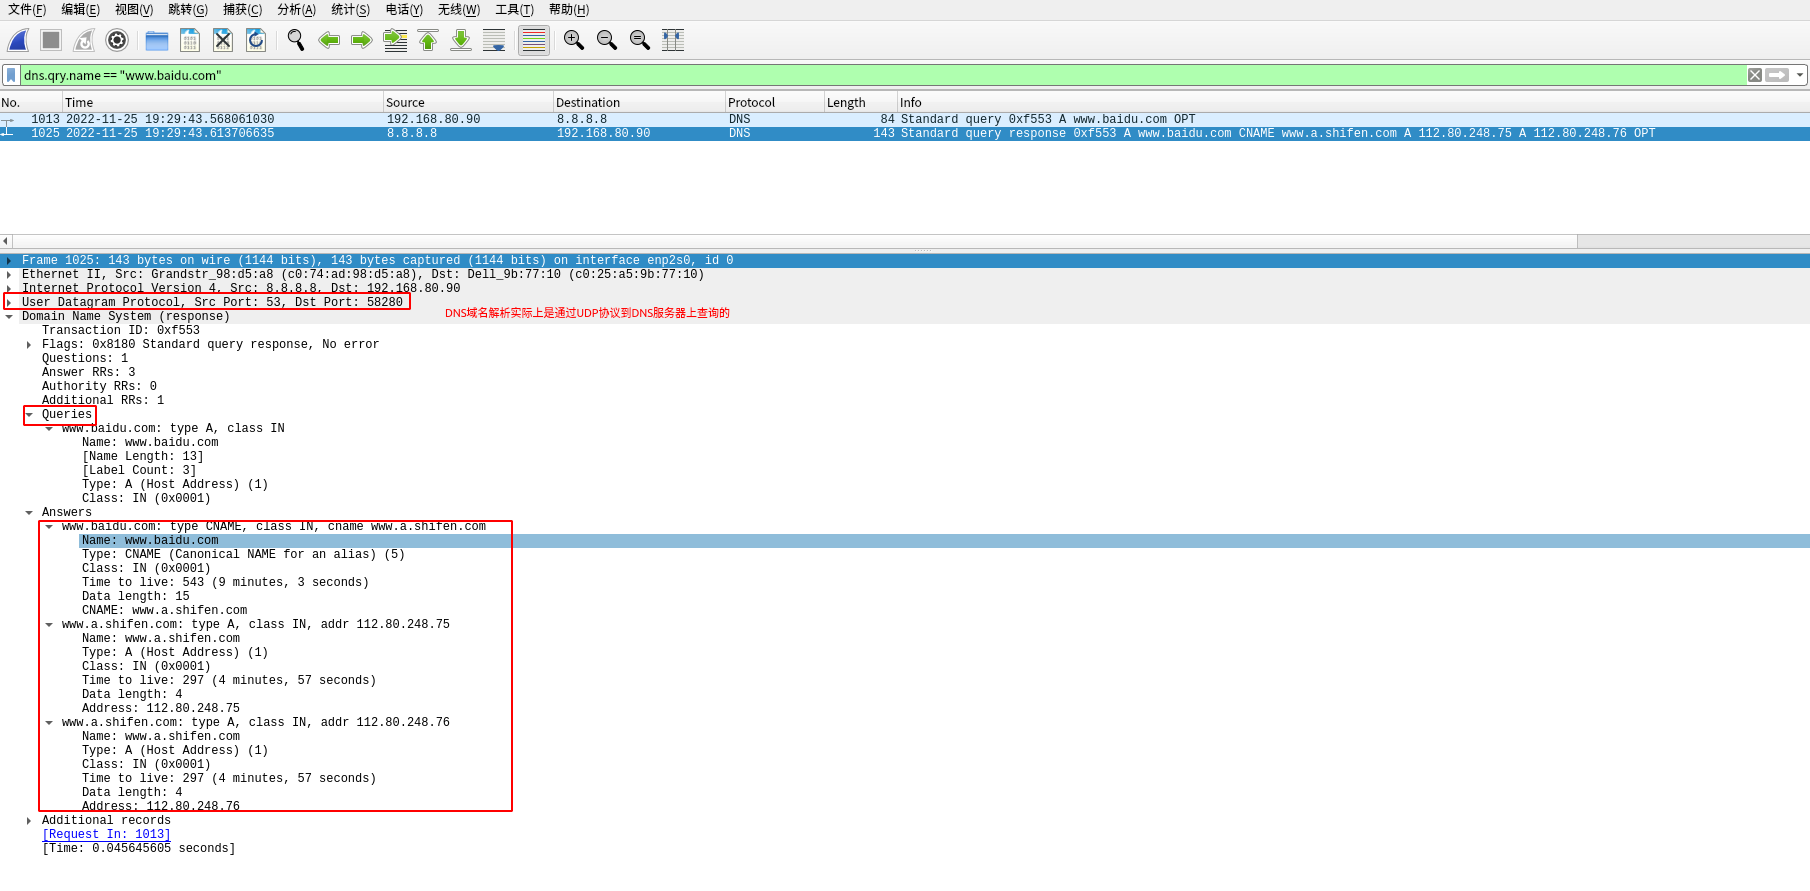 文件(F) 编辑(E) 视图(V) 跳转(G) 捕获(C) 分析(A) 统计(S) 电话(Y) 无线(W) 工具(T) 帮助(H)
dns.qry.name == "www.baidu.com"
No. Time Source Destination Protocol Length Info
1013 2022-11-25 19:29:43.568061030 192.168.80.90 8.8.8.8 DNS 84 Standard query 0xf553 A www.baidu.com OPT
1025 2022-11-25 19:29:43.613706635 8.8.8.8 192.168.80.90 DNS 143 Standard query response 0xf553 A www.baidu.com CNAME www.a.shifen.com A 112.80.248.75 A 112.80.248.76 OPT
Frame 1025: 143 bytes on wire (1144 bits), 143 bytes captured (1144 bits) on interface enp2s0, id 0
Ethernet II, Src: Grandstr_98:d5:a8 (c0:74:ad:98:d5:a8), Dst: Dell_9b:77:10 (c0:25:a5:9b:77:10)
Internet Protocol Version 4, Src: 8.8.8.8, Dst: 192.168.80.90
User Datagram Protocol, Src Port: 53, Dst Port: 58280
DNS域名解析实际上是通过UDP协议到DNS服务器上查询的
Domain Name System (response)
Transaction ID: 0xf553
Flags: 0x8180 Standard query response, No error
Questions: 1
Answer RRs: 3
Authority RRs: 0
Additional RRs: 1
Queries
www.baidu.com: type A, class IN
Name: www.baidu.com
[Name Length: 13]
[Label Count: 3]
Type: A (Host Address) (1)
Class: IN (0x0001)
Answers
www.baidu.com: type CNAME, class IN, cname www.a.shifen.com
Name: www.baidu.com
Type: CNAME (Canonical NAME for an alias) (5)
Class: IN (0x0001)
Time to live: 543 (9 minutes, 3 seconds)
Data length: 15
CNAME: www.a.shifen.com
www.a.shifen.com: type A, class IN, addr 112.80.248.75
Name: www.a.shifen.com
Type: A (Host Address) (1)
Class: IN (0x0001)
Time to live: 297 (4 minutes, 57 seconds)
Data length: 4
Address: 112.80.248.75
www.a.shifen.com: type A, class IN, addr 112.80.248.76
Name: www.a.shifen.com
Type: A (Host Address) (1)
Class: IN (0x0001)
Time to live: 297 (4 minutes, 57 seconds)
Data length: 4
Address: 112.80.248.76
Additional records
[Request In: 1013]
[Time: 0.045645605 seconds]